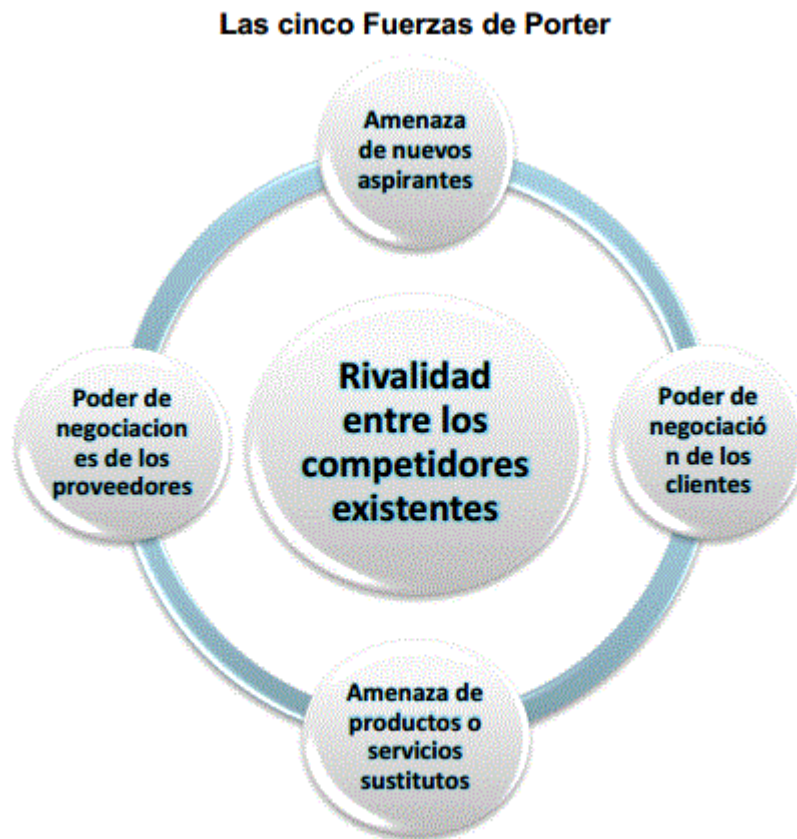 Las cinco Fuerzas de Porter
Amenaza
de nuevos
aspirantes
Poder de
negociacion
es de los
proveedores
Rivalidad
entre los
competidores
existentes
Poder de
negociació
n de los
clientes
Amenaza de
productos o
servicios
sustitutos